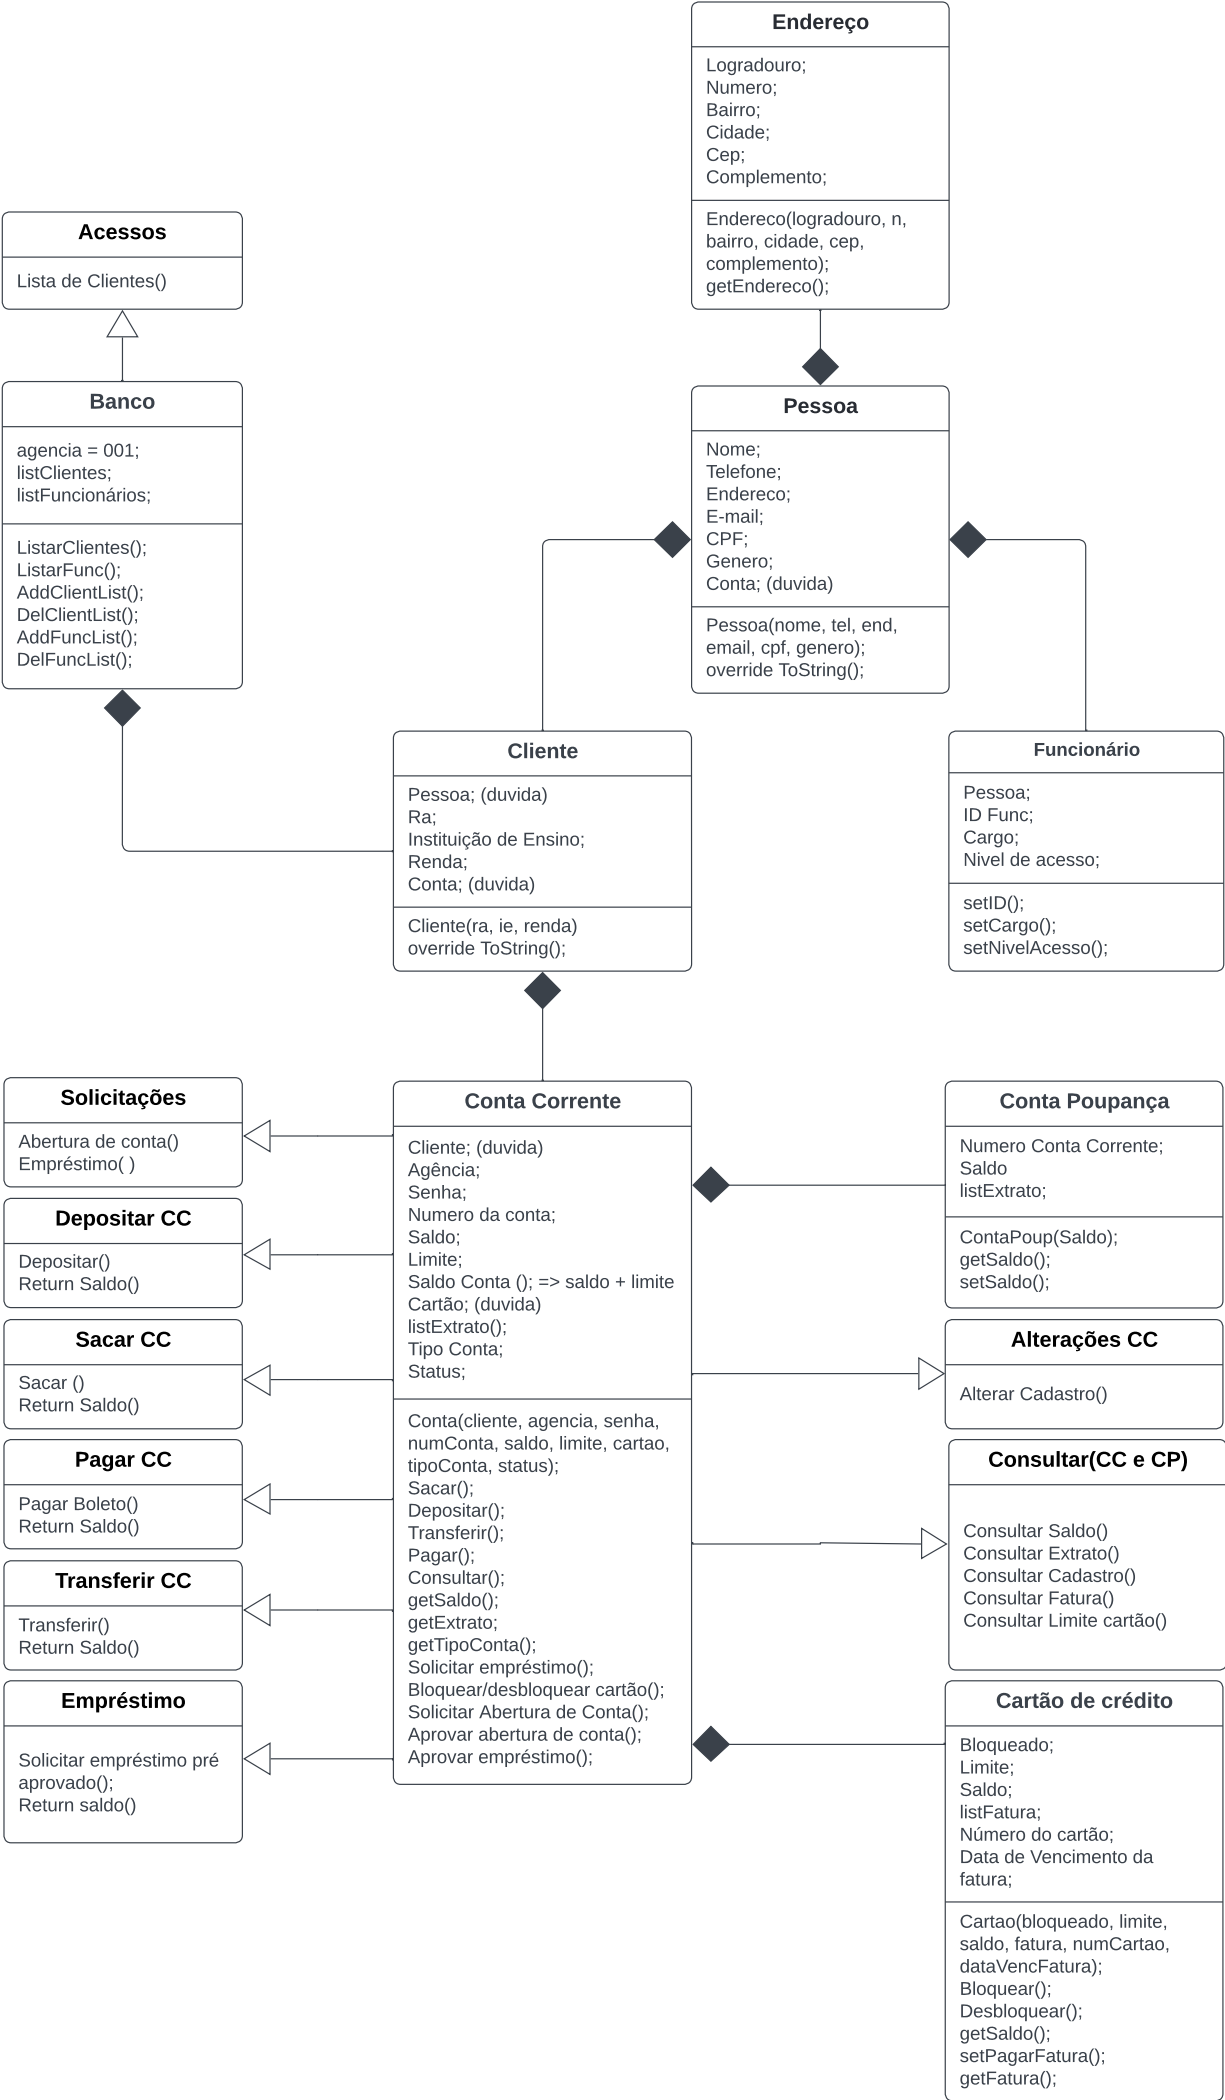 Endereço
Logradouro;
Numero;
Bairro;
Cidade;
Cep;
Complemento;
Endereco(logradouro, n,
bairro, cidade, cep,
complemento);
getEndereco();
Acessos
Lista de Clientes()
Banco
agencia = 001;
listClientes;
listFuncionários;
ListarClientes();
ListarFunc();
AddClientList();
DelClientList();
AddFuncList();
DelFuncList();
Pessoa
Nome;
Telefone;
Endereco;
E-mail;
CPF;
Genero;
Conta; (duvida)
Pessoa(nome, tel, end,
email, cpf, genero);
override ToString();
Cliente
Pessoa; (duvida)
Ra;
Instituição de Ensino;
Renda;
Conta; (duvida)
Cliente(ra, ie, renda)
override ToString();
Funcionário
Pessoa;
ID Func;
Cargo;
Nivel de acesso;
setID();
setCargo();
setNivelAcesso();
Solicitações
Abertura de conta()
Empréstimo( )
Depositar CC
Depositar()
Return Saldo()
Sacar CC
Sacar ()
Return Saldo()
Pagar CC
Pagar Boleto()
Return Saldo()
Transferir CC
Transferir()
Return Saldo()
Empréstimo
Solicitar empréstimo pré
aprovado();
Return saldo()
Conta Corrente
Cliente; (duvida)
Agência;
Senha;
Numero da conta;
Saldo;
Limite;
Saldo Conta (); => saldo + limite
Cartão; (duvida)
listExtrato();
Tipo Conta;
Status;
Conta(cliente, agencia, senha,
numConta, saldo, limite, cartao,
tipoConta, status);
Sacar();
Depositar();
Transferir();
Pagar();
Consultar();
getSaldo();
getExtrato;
getTipoConta();
Solicitar empréstimo();
Bloquear/desbloquear cartão();
Solicitar Abertura de Conta();
Aprovar abertura de conta();
Aprovar empréstimo();
Conta Poupança
Numero Conta Corrente;
Saldo
listExtrato;
ContaPoup(Saldo);
getSaldo();
setSaldo();
Alterações CC
Alterar Cadastro()
Consultar(CC e CP)
Consultar Saldo()
Consultar Extrato()
Consultar Cadastro()
Consultar Fatura()
Consultar Limite cartão()
Cartão de crédito
Bloqueado;
Limite;
Saldo;
listFatura;
Número do cartão;
Data de Vencimento da
fatura;
Cartao(bloqueado, limite,
saldo, fatura, numCartao,
dataVencFatura);
Bloquear();
Desbloquear();
getSaldo();
setPagarFatura();
getFatura();